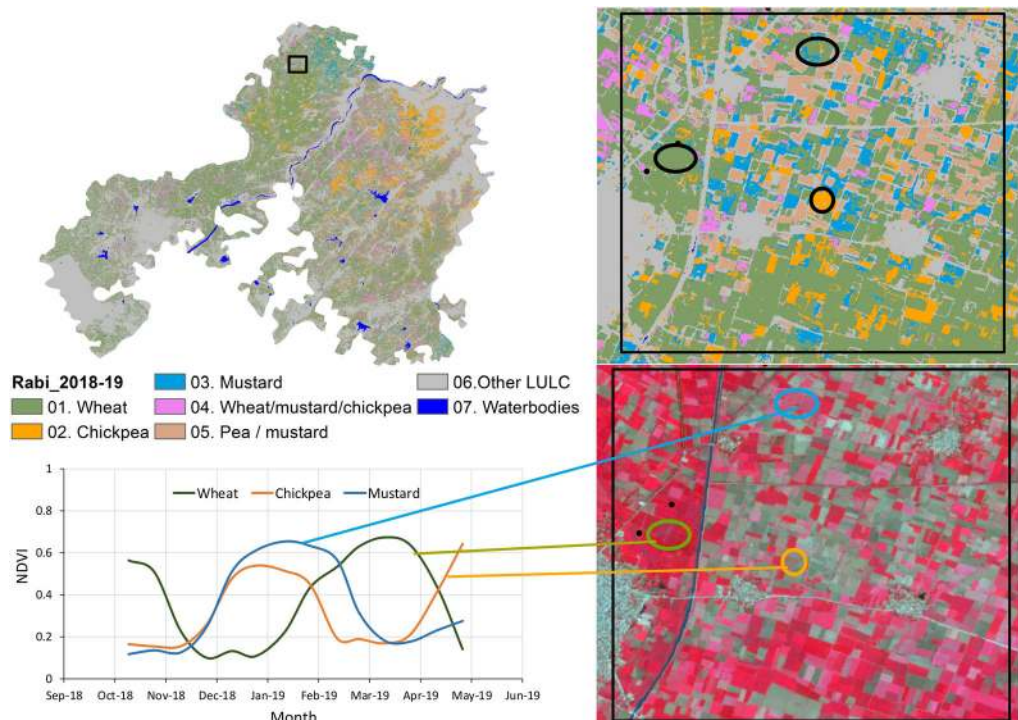 Rabi_2018-19
01. Wheat
02. Chickpea
03. Mustard
04. Wheat/mustard/chickpea
05. Pea / mustard
06.Other LULC
07. Waterbodies
Wheat Chickpea Mustard
NDVI
1
0.8
0.6
0.4
0.2
0
Sep-18 Oct-18 Nov-18 Dec-18 Jan-19 Feb-19 Mar-19 Apr-19 May-19 Jun-19
Month